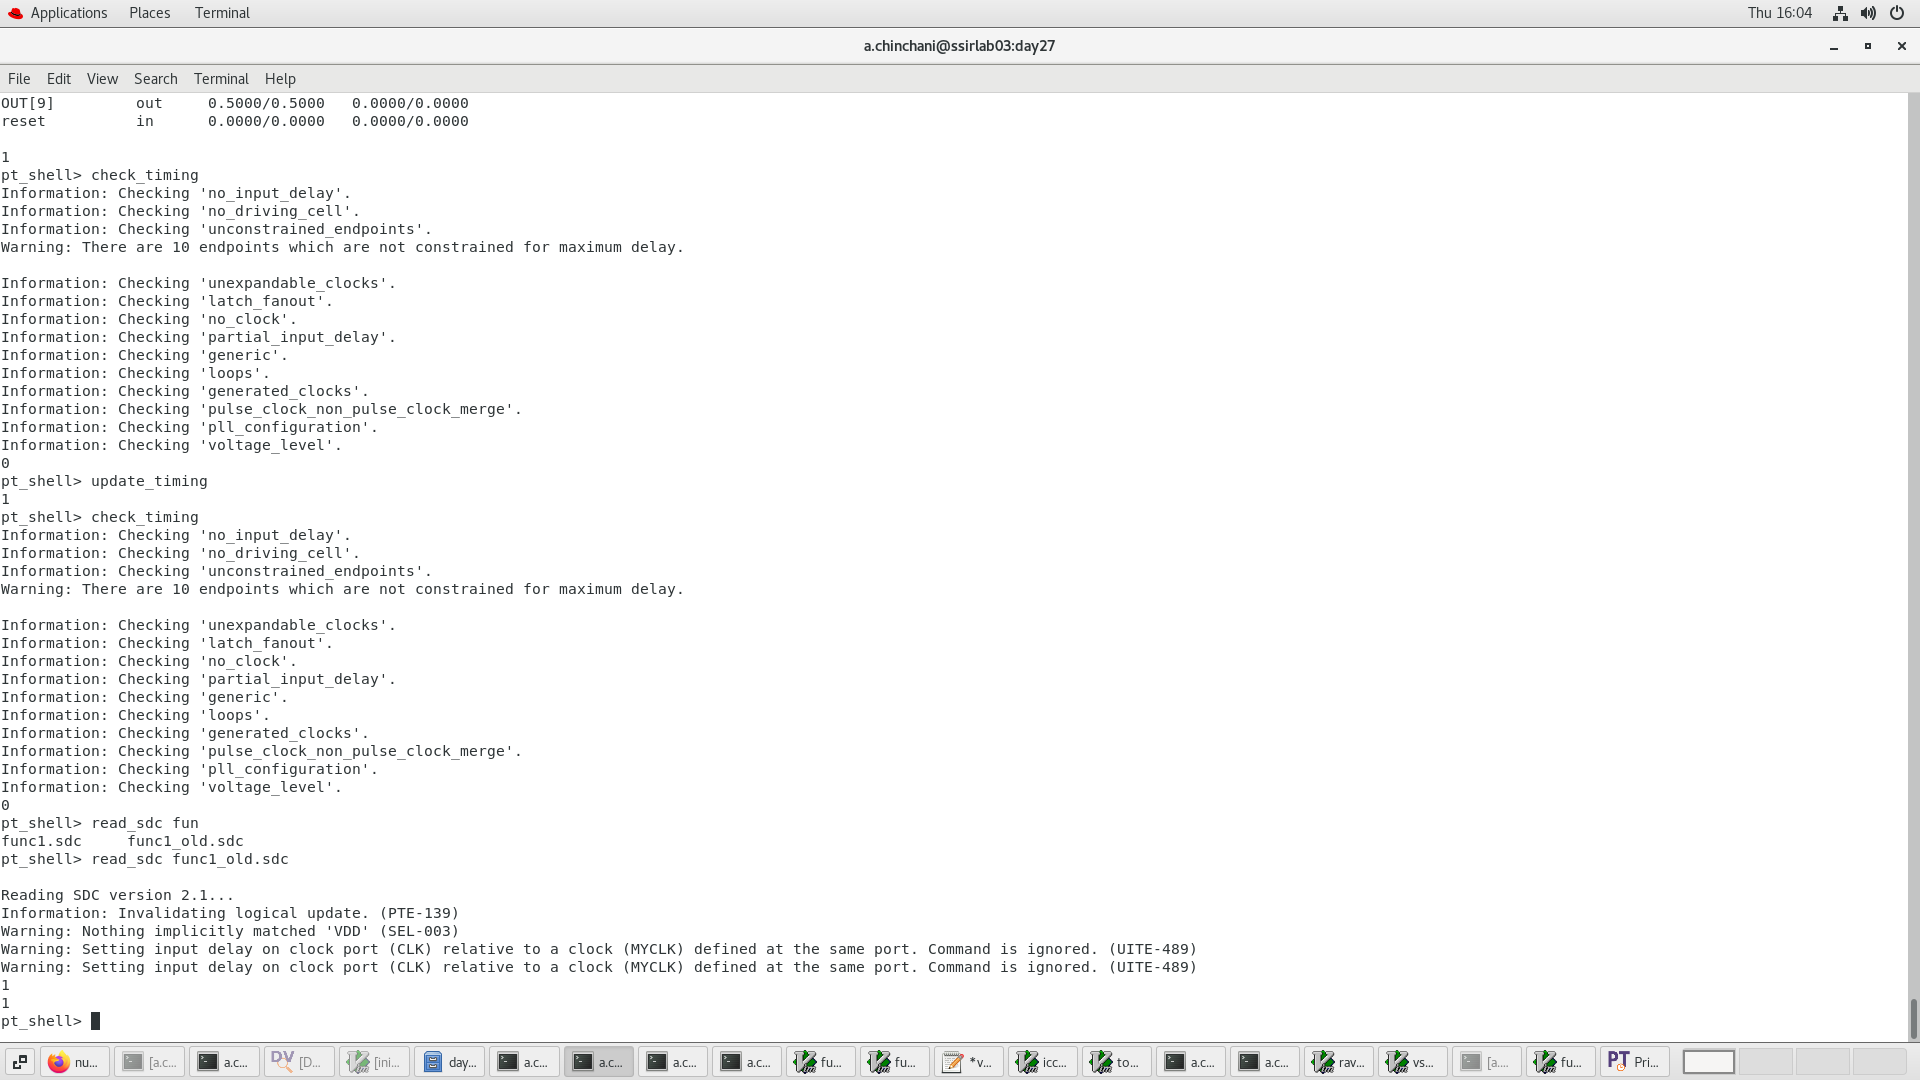 Applications Places Terminal Thu 16:04
a.chinchani@ssirlab03:day27
File Edit View Search Terminal Help
OUT[9] out 0.5000/0.5000 0.0000/0.0000
reset in 0.0000/0.0000 0.0000/0.0000
1
pt_shell> check_timing
Information: Checking 'no_input_delay'.
Information: Checking 'no_driving_cell'.
Information: Checking 'unconstrained_endpoints'.
Warning: There are 10 endpoints which are not constrained for maximum delay.
Information: Checking 'unexpandable_clocks'.
Information: Checking 'latch_fanout'.
Information: Checking 'no_clock'.
Information: Checking 'partial_input_delay'.
Information: Checking 'generic'.
Information: Checking 'loops'.
Information: Checking 'generated_clocks'.
Information: Checking 'pulse_clock_non_pulse_clock_merge'.
Information: Checking 'pll_configuration'.
Information: Checking 'voltage_level'.
0
pt_shell> update_timing
1
pt_shell> check_timing
Information: Checking 'no_input_delay'.
Information: Checking 'no_driving_cell'.
Information: Checking 'unconstrained_endpoints'.
Warning: There are 10 endpoints which are not constrained for maximum delay.
Information: Checking 'unexpandable_clocks'.
Information: Checking 'latch_fanout'.
Information: Checking 'no_clock'.
Information: Checking 'partial_input_delay'.
Information: Checking 'generic'.
Information: Checking 'loops'.
Information: Checking 'generated_clocks'.
Information: Checking 'pulse_clock_non_pulse_clock_merge'.
Information: Checking 'pll_configuration'.
Information: Checking 'voltage_level'.
0
pt_shell> read_sdc fun
func1.sdc func1_old.sdc
pt_shell> read_sdc func1_old.sdc
Reading SDC version 2.1...
Information: Invalidating logical update. (PTE-139)
Warning: Nothing implicitly matched 'VDD' (SEL-003)
Warning: Setting input delay on clock port (CLK) relative to a clock (MYCLK) defined at the same port. Command is ignored. (UITE-489)
Warning: Setting input delay on clock port (CLK) relative to a clock (MYCLK) defined at the same port. Command is ignored. (UITE-489)
1
1
pt_shell>
nu... [a.c... a.c... DV [D... [ini... day... a.c... a.c... a.c... a.c... fu... fu... *v... icc... to... a.c... a.c... rav... vs... [a.... fu... PT Pri...